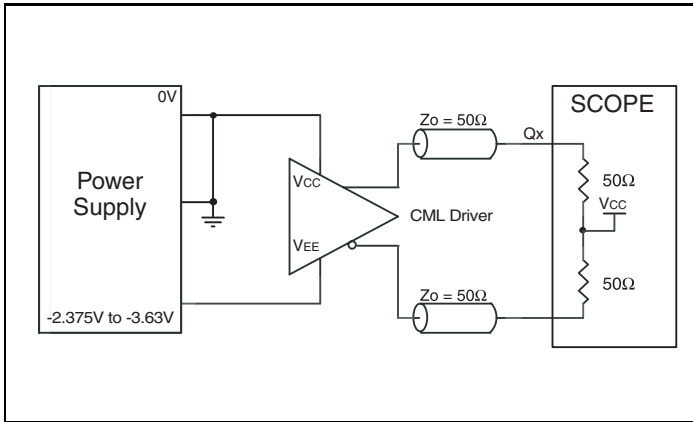 0V
Power
Supply
-2.375V to -3.63V
VCC
VEE
CML Driver
Zo = 50Ω
Zo = 50Ω
Qx
SCOPE
50Ω
VCC
50Ω